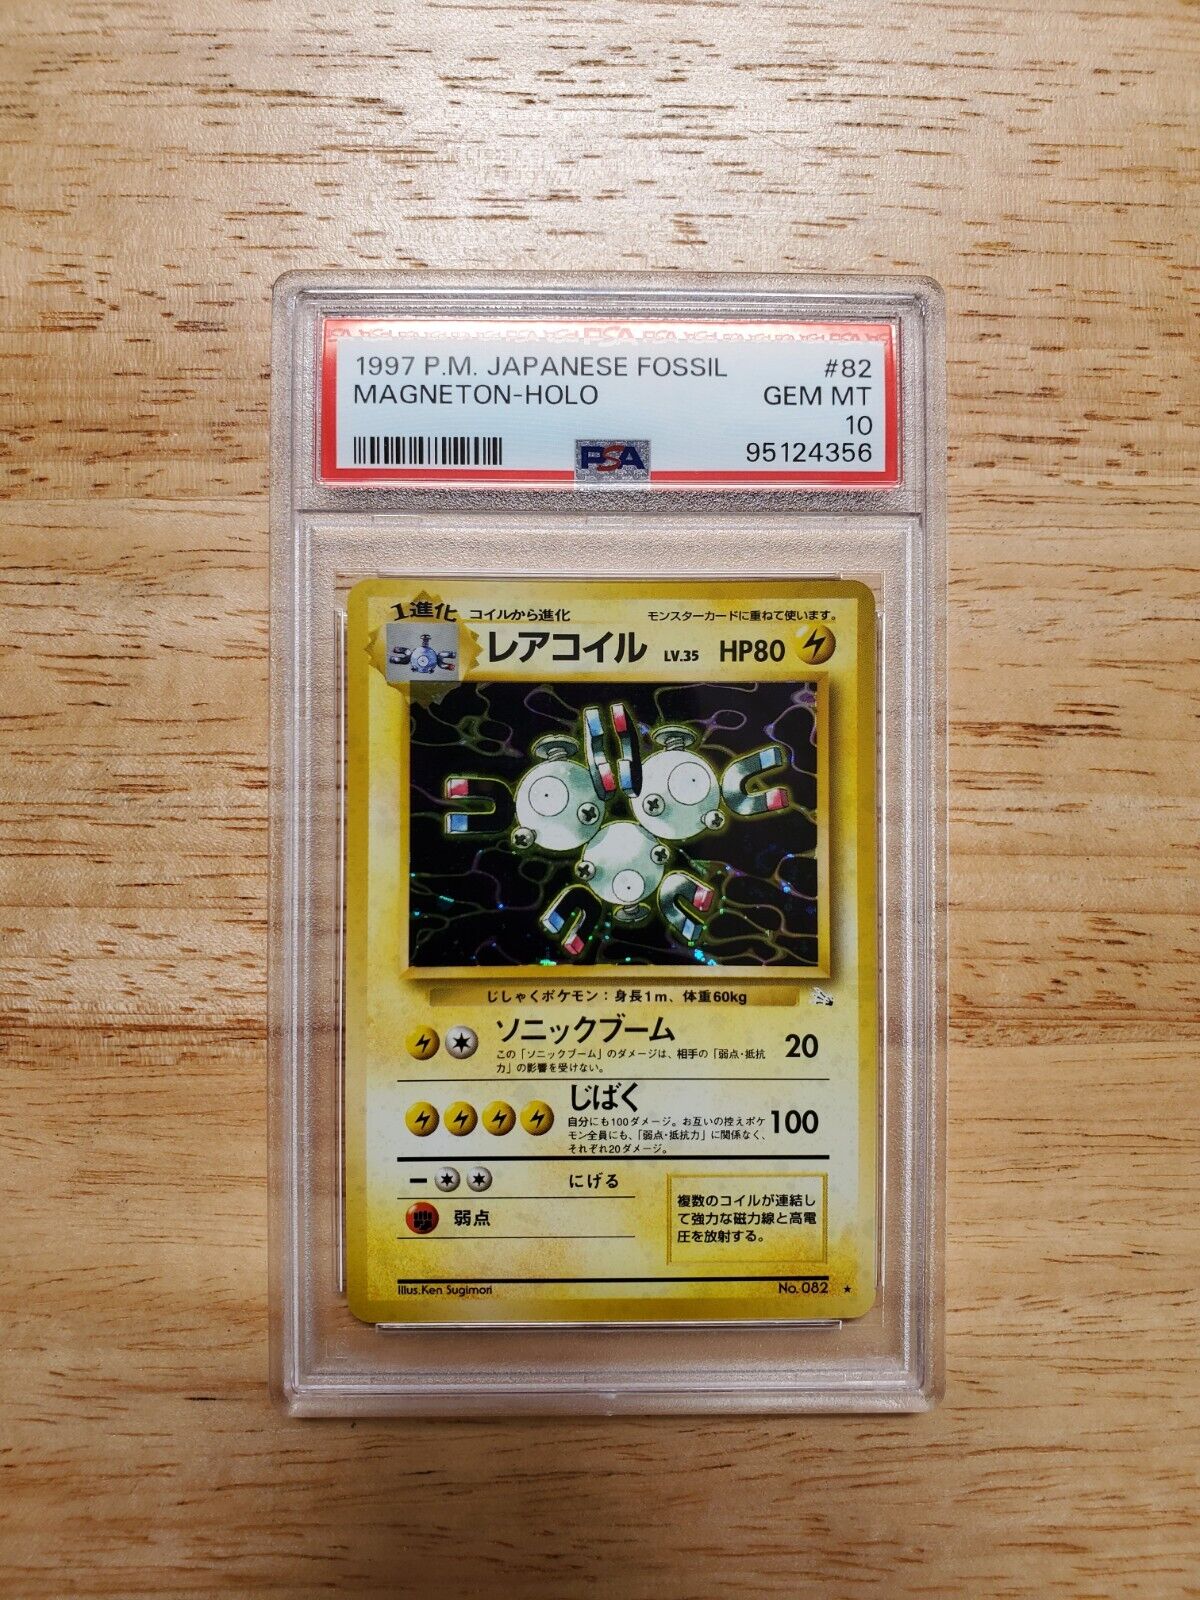 1997 P.M. JAPANESE FOSSIL #82
MAGNETON-HOLO GEM MT
10
PSA 95124356
1進化 コイルから進化 モンスターカードに重ねて使います。
レアコイル LV.35 HP80
じしゃくポケモン：身長1m、体重60kg
ソニックブーム 20
この「ソニックブーム」のダメージは、相手の「弱点・抵抗
力」の影響を受けない。
じばく 100
自分にも100ダメージ。お互いの控えポケ
モン全員にも、「弱点・抵抗力」に関係なく、
それぞれ20ダメージ。
にげる
弱点
複数のコイルが連結し
て強力な磁力線と高電
圧を放射する。
Illus.Ken Sugimori No. 082 ★